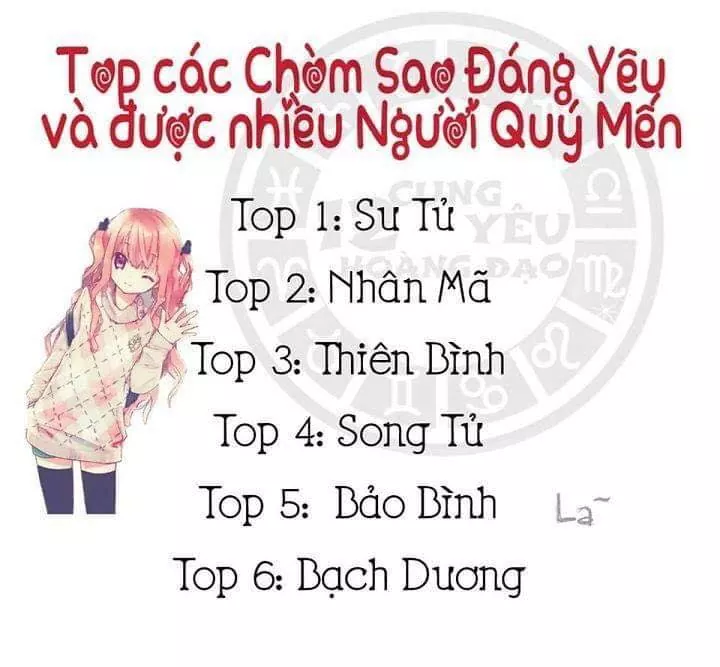 Top các Chòm Sao Đáng Yêu
và được nhiều Người Quý Mến
12 CUNG
YÊU
HOÀNG ĐẠO
Top 1: Sư Tử
Top 2: Nhân Mã
Top 3: Thiên Bình
Top 4: Song Tử
Top 5: Bảo Bình
La~
Top 6: Bạch Dương